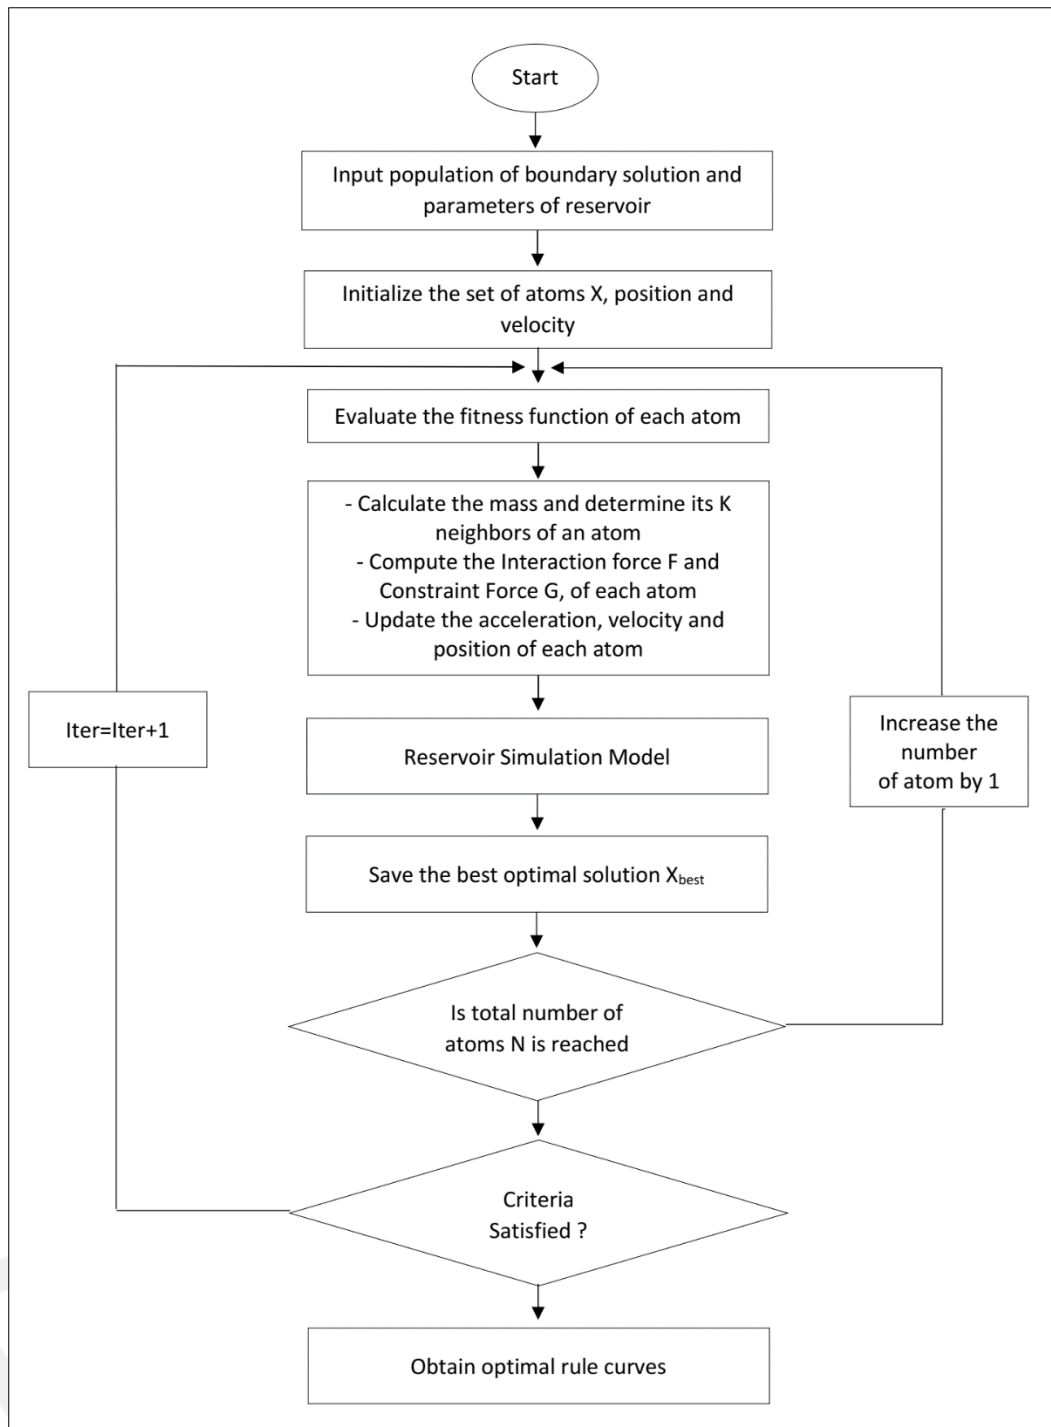 Start
Input population of boundary solution and
parameters of reservoir
Initialize the set of atoms X, position and
velocity
Evaluate the fitness function of each atom
- Calculate the mass and determine its K
neighbors of an atom
- Compute the Interaction force F and
Constraint Force G, of each atom
- Update the acceleration, velocity and
position of each atom
Iter=Iter+1
Increase the
number
of atom by 1
Reservoir Simulation Model
Save the best optimal solution Xbest
Is total number of
atoms N is reached
Criteria
Satisfied ?
Obtain optimal rule curves